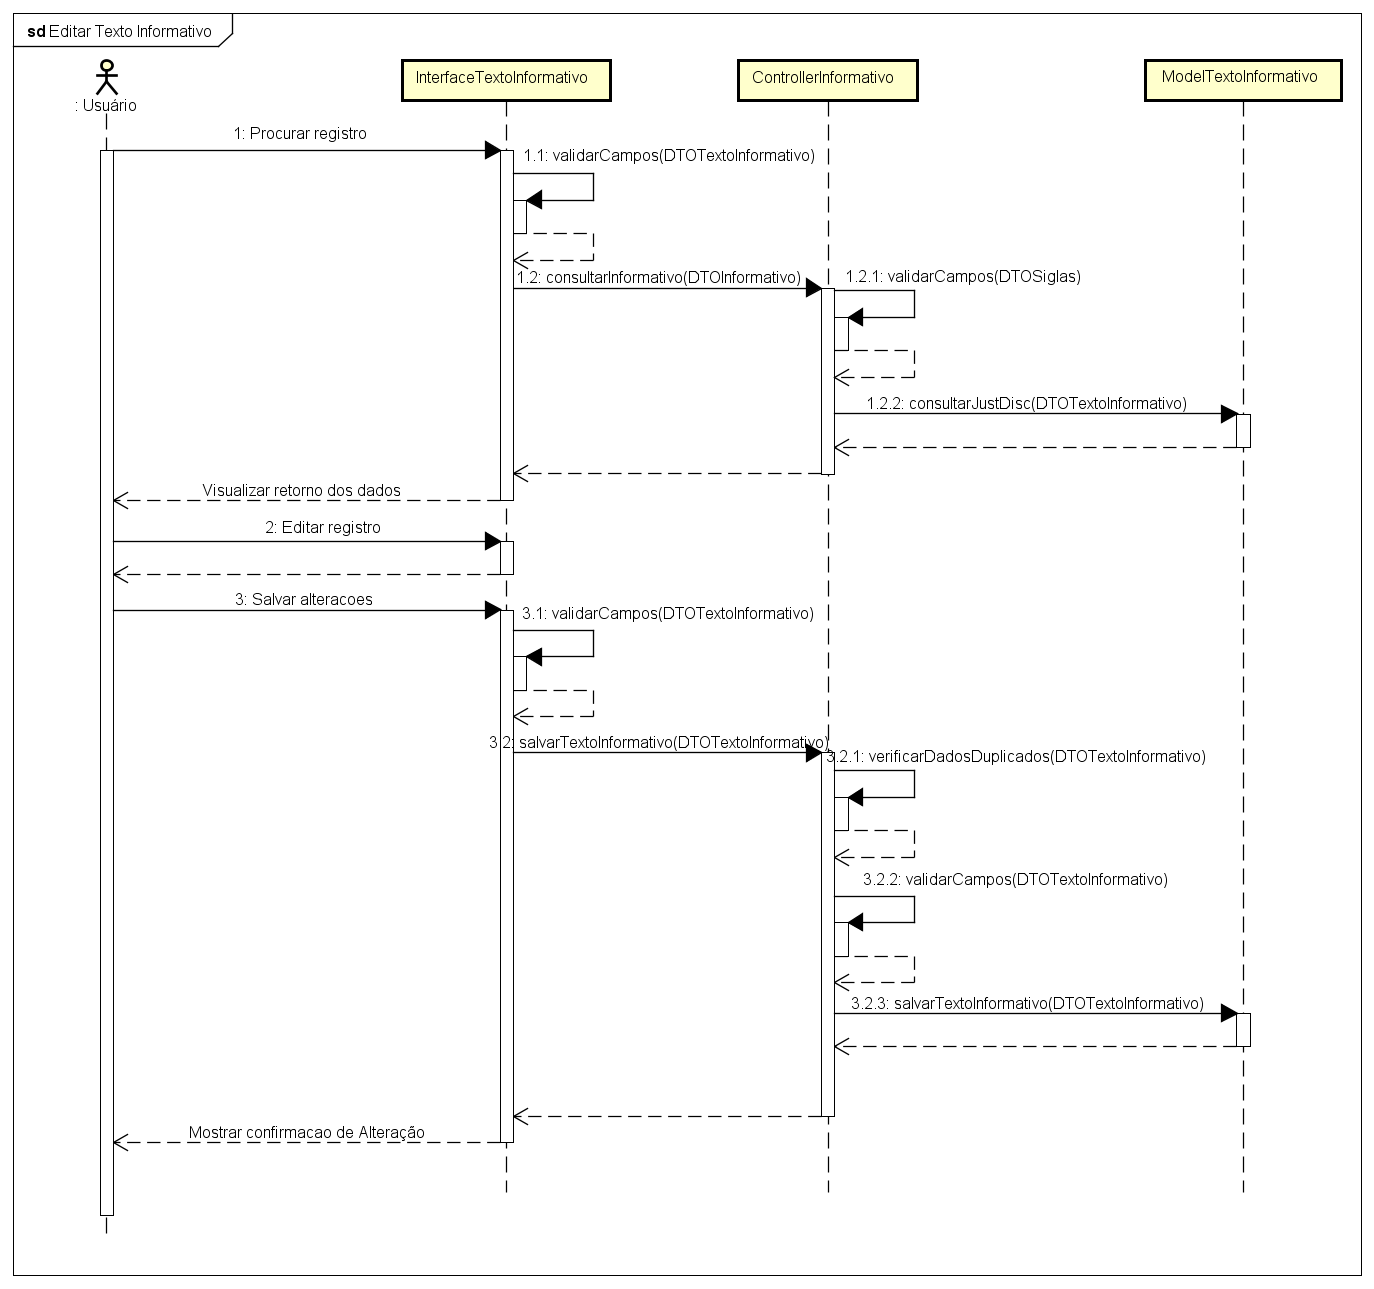 sd Editar Texto Informativo
: Usuário
InterfaceTextoInformativo
ControllerInformativo
ModelTextoInformativo
1: Procurar registro
1.1: validarCampos(DTOTextoInformativo)
1.2: consultarInformativo(DTOInformativo)
1.2.1: validarCampos(DTOSiglas)
1.2.2: consultarJustDisc(DTOTextoInformativo)
Visualizar retorno dos dados
2: Editar registro
3: Salvar alteracoes
3.1: validarCampos(DTOTextoInformativo)
3.2: salvarTextoInformativo(DTOTextoInformativo)
3.2.1: verificarDadosDuplicados(DTOTextoInformativo)
3.2.2: validarCampos(DTOTextoInformativo)
3.2.3: salvarTextoInformativo(DTOTextoInformativo)
Mostrar confirmacao de Alteração